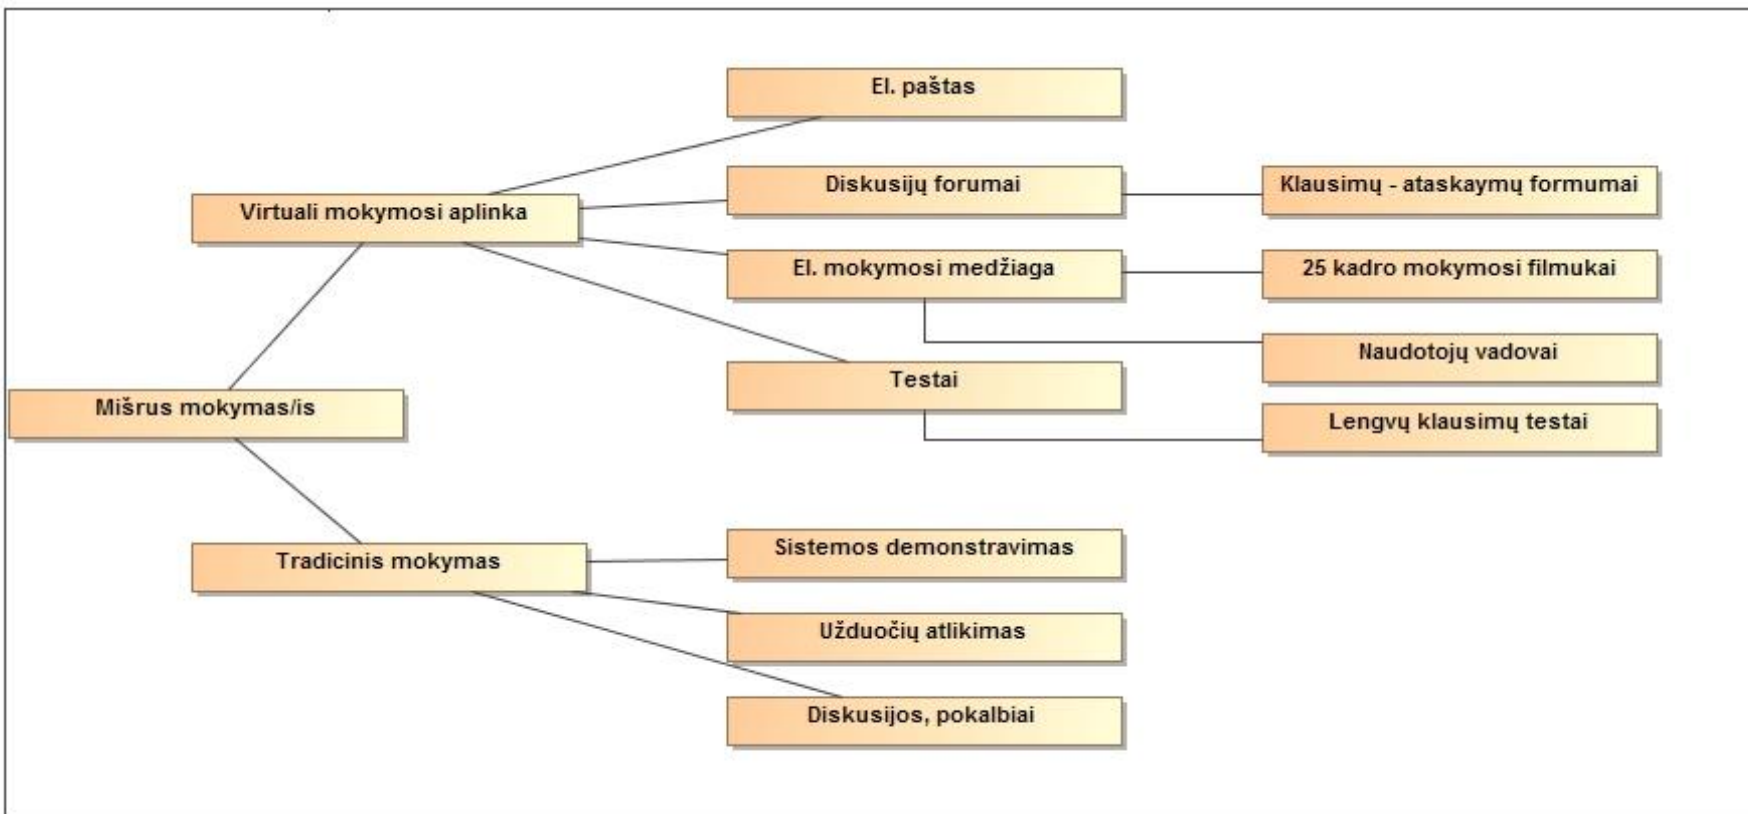 El. paštas
Diskusijų forumai
Klausimų - ataskaymų formumai
Virtuali mokymosi aplinka
El. mokymosi medžiaga
25 kadro mokymosi filmukai
Naudotojų vadovai
Testai
Mišrus mokymas/is
Lengvų klausimų testai
Sistemos demonstravimas
Tradicinis mokymas
Užduočių atlikimas
Diskusijos, pokalbiai